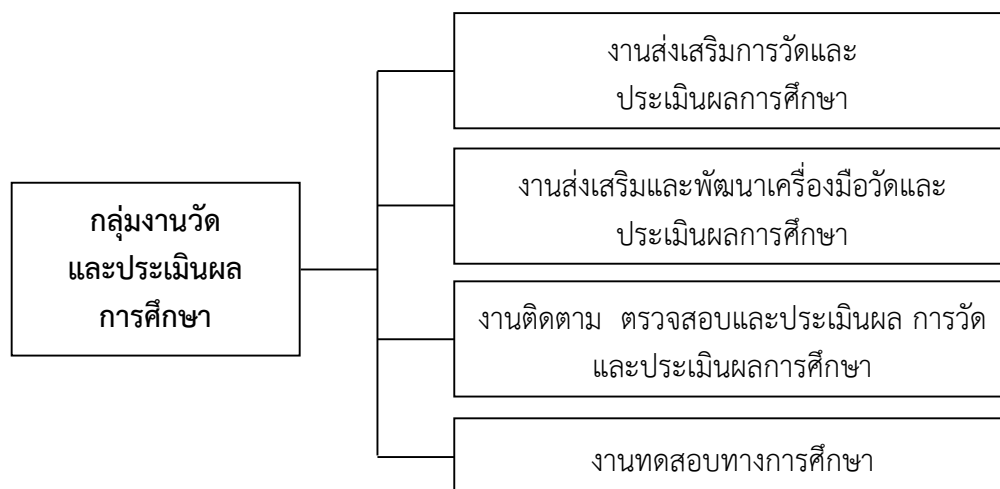 กลุ่มงานวัด
และประเมินผล
การศึกษา
งานส่งเสริมการวัดและ
ประเมินผลการศึกษา
งานส่งเสริมและพัฒนาเครื่องมือวัดและ
ประเมินผลการศึกษา
งานติดตาม ตรวจสอบและประเมินผล การวัด
และประเมินผลการศึกษา
งานทดสอบทางการศึกษา